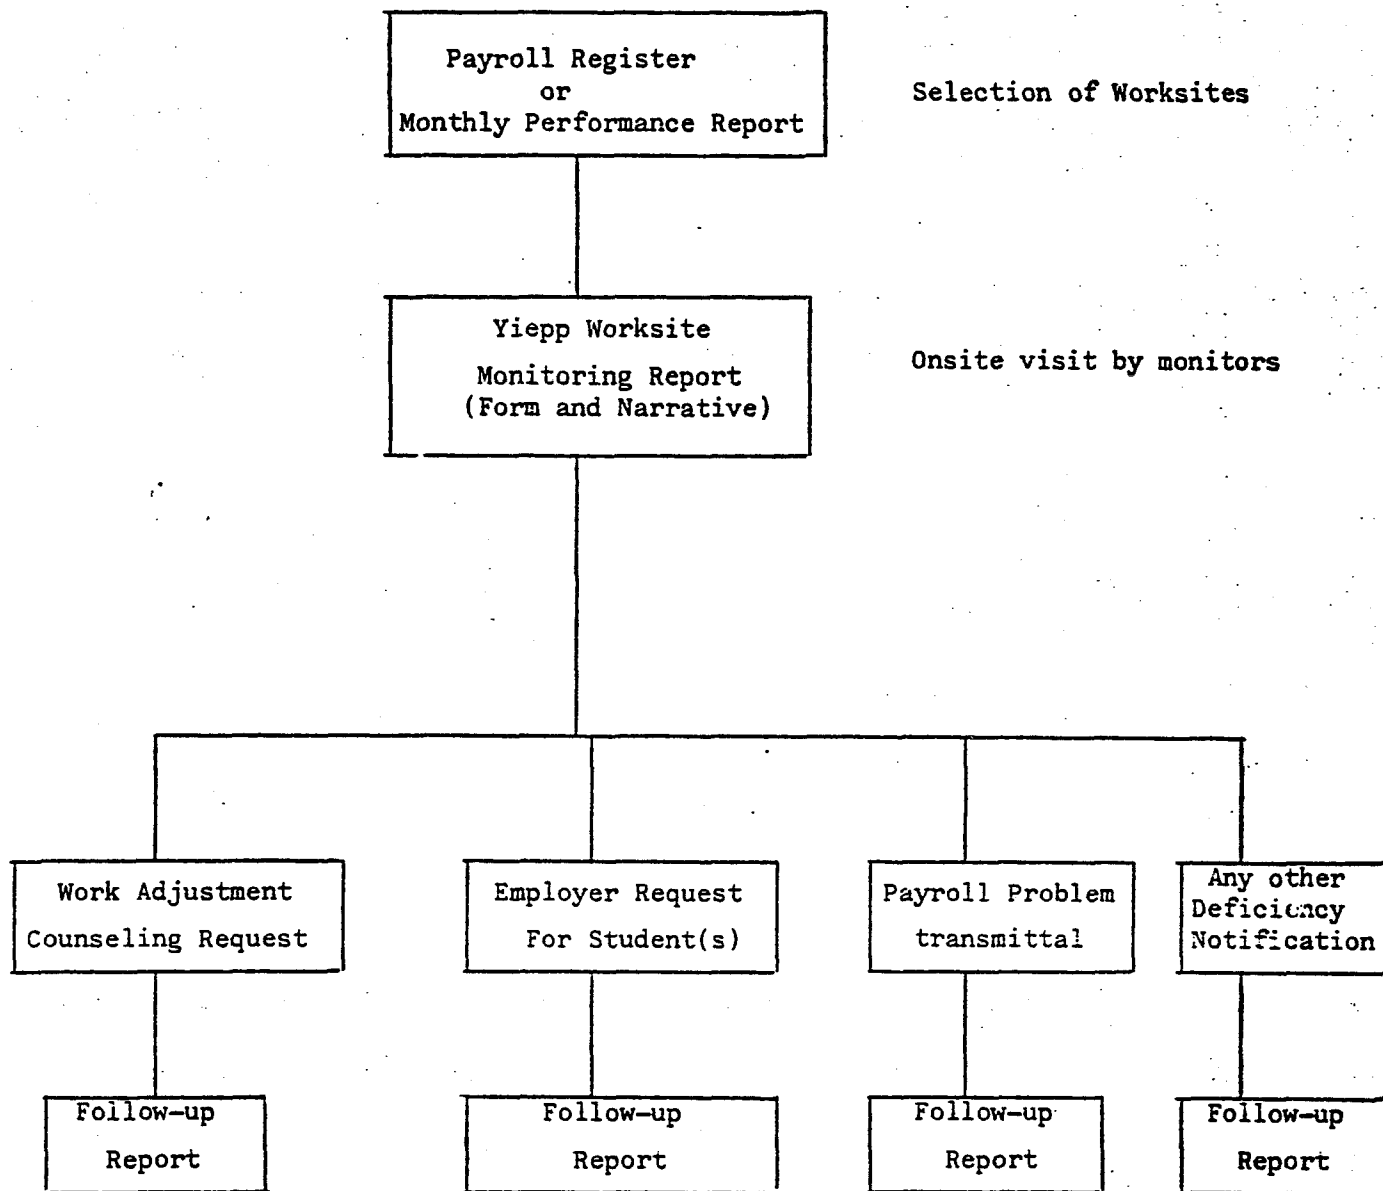 Payroll Register
or
Monthly Performance Report
Selection of Worksites
Yiepp Worksite
Monitoring Report
(Form and Narrative)
Onsite visit by monitors
Work Adjustment
Counseling Request
Employer Request
For Student(s)
Payroll Problem
transmittal
Any other
Deficiency
Notification
Follow-up
Report
Follow-up
Report
Follow-up
Report
Follow-up
Report